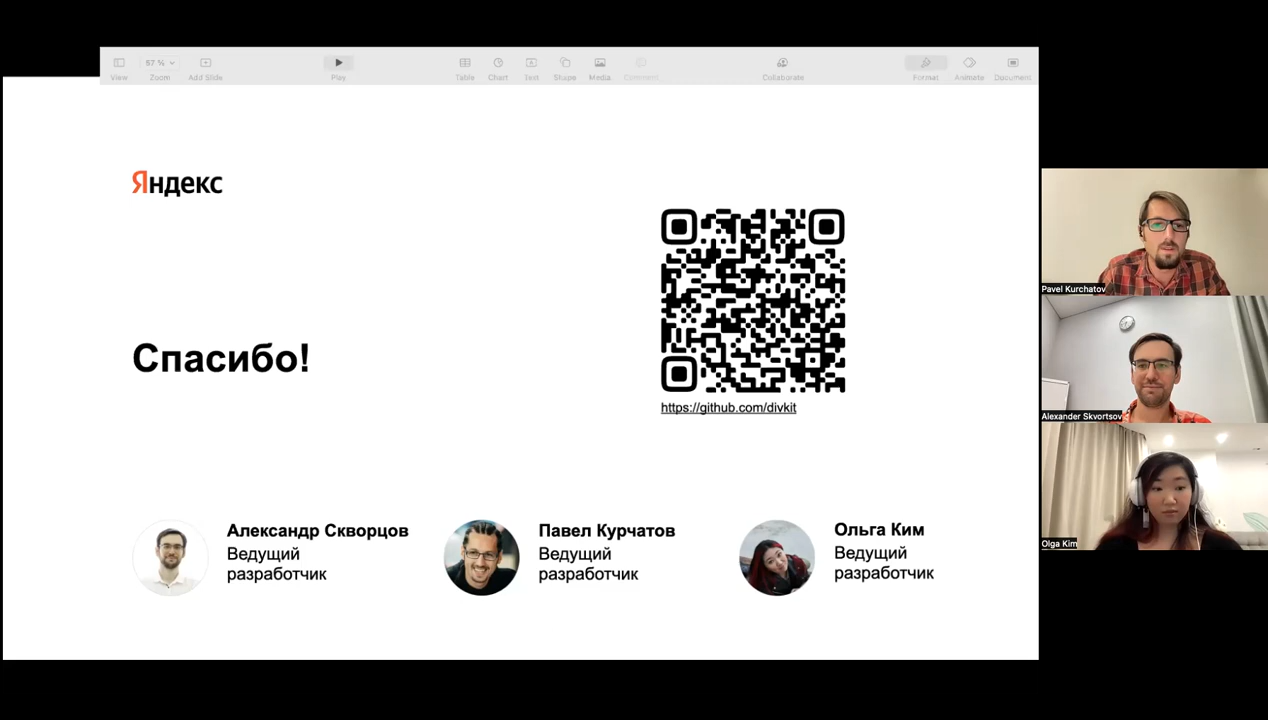 57 %
View
Zoom
Add Slide
Play
Table
Chart
Text
Shape
Media
Comment
Collaborate
Format
Animate
Document
Яндекс
Спасибо!
https://github.com/divkit
Александр Скворцов
Ведущий
разработчик
Павел Курчатов
Ведущий
разработчик
Ольга Ким
Ведущий
разработчик
Pavel Kurchatov
Alexander Skvortsov
Olga Kim